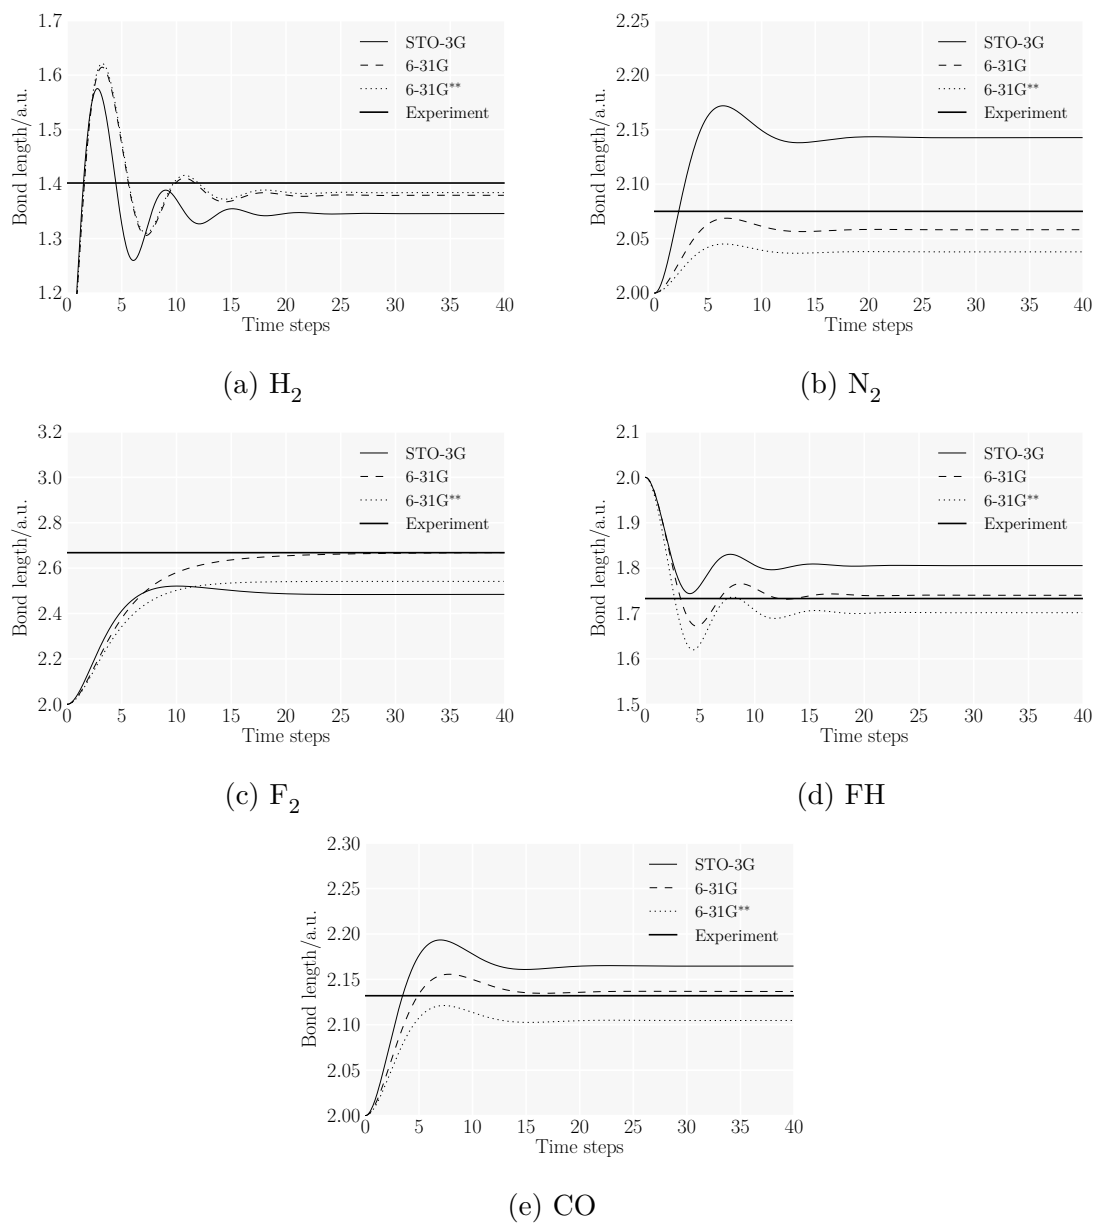 1.7
1.6
1.5
1.4
1.3
1.2
Bond length/a.u.
0 5 10 15 20 25 30 35 40
Time steps
STO-3G
6-31G
6-31G**
Experiment
(a) H₂
2.25
2.20
2.15
2.10
2.05
2.00
Bond length/a.u.
0 5 10 15 20 25 30 35 40
Time steps
STO-3G
6-31G
6-31G**
Experiment
(b) N₂
3.2
3.0
2.8
2.6
2.4
2.2
2.0
Bond length/a.u.
0 5 10 15 20 25 30 35 40
Time steps
STO-3G
6-31G
6-31G**
Experiment
(c) F₂
2.1
2.0
1.9
1.8
1.7
1.6
1.5
Bond length/a.u.
0 5 10 15 20 25 30 35 40
Time steps
STO-3G
6-31G
6-31G**
Experiment
(d) FH
2.30
2.25
2.20
2.15
2.10
2.05
2.00
Bond length/a.u.
0 5 10 15 20 25 30 35 40
Time steps
STO-3G
6-31G
6-31G**
Experiment
(e) CO